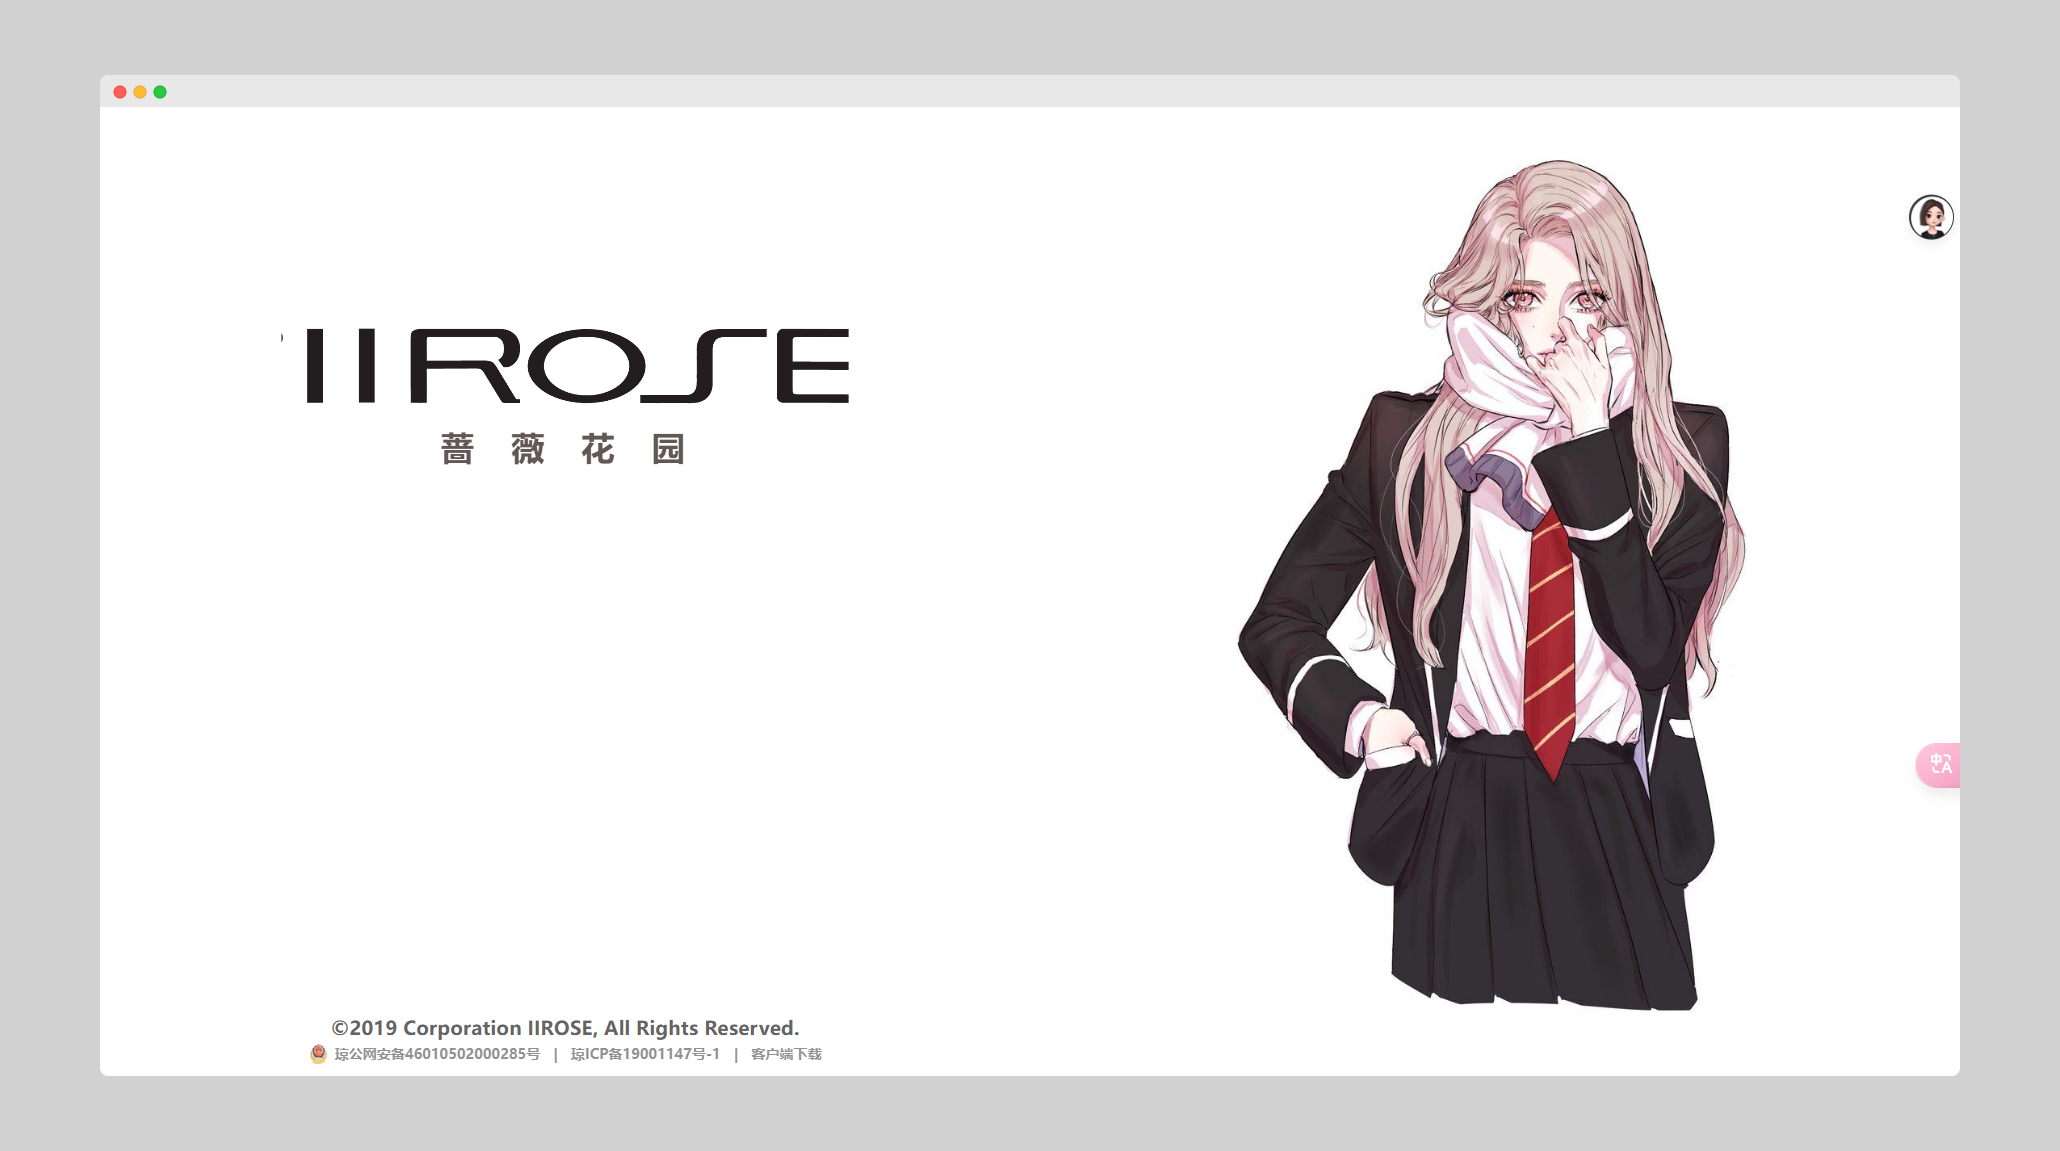 IIROSE
蔷薇花园
©2019 Corporation IIROSE, All Rights Reserved.
琼公网安备46010502000285号 | 琼ICP备19001147号-1 | 客户端下载
中A